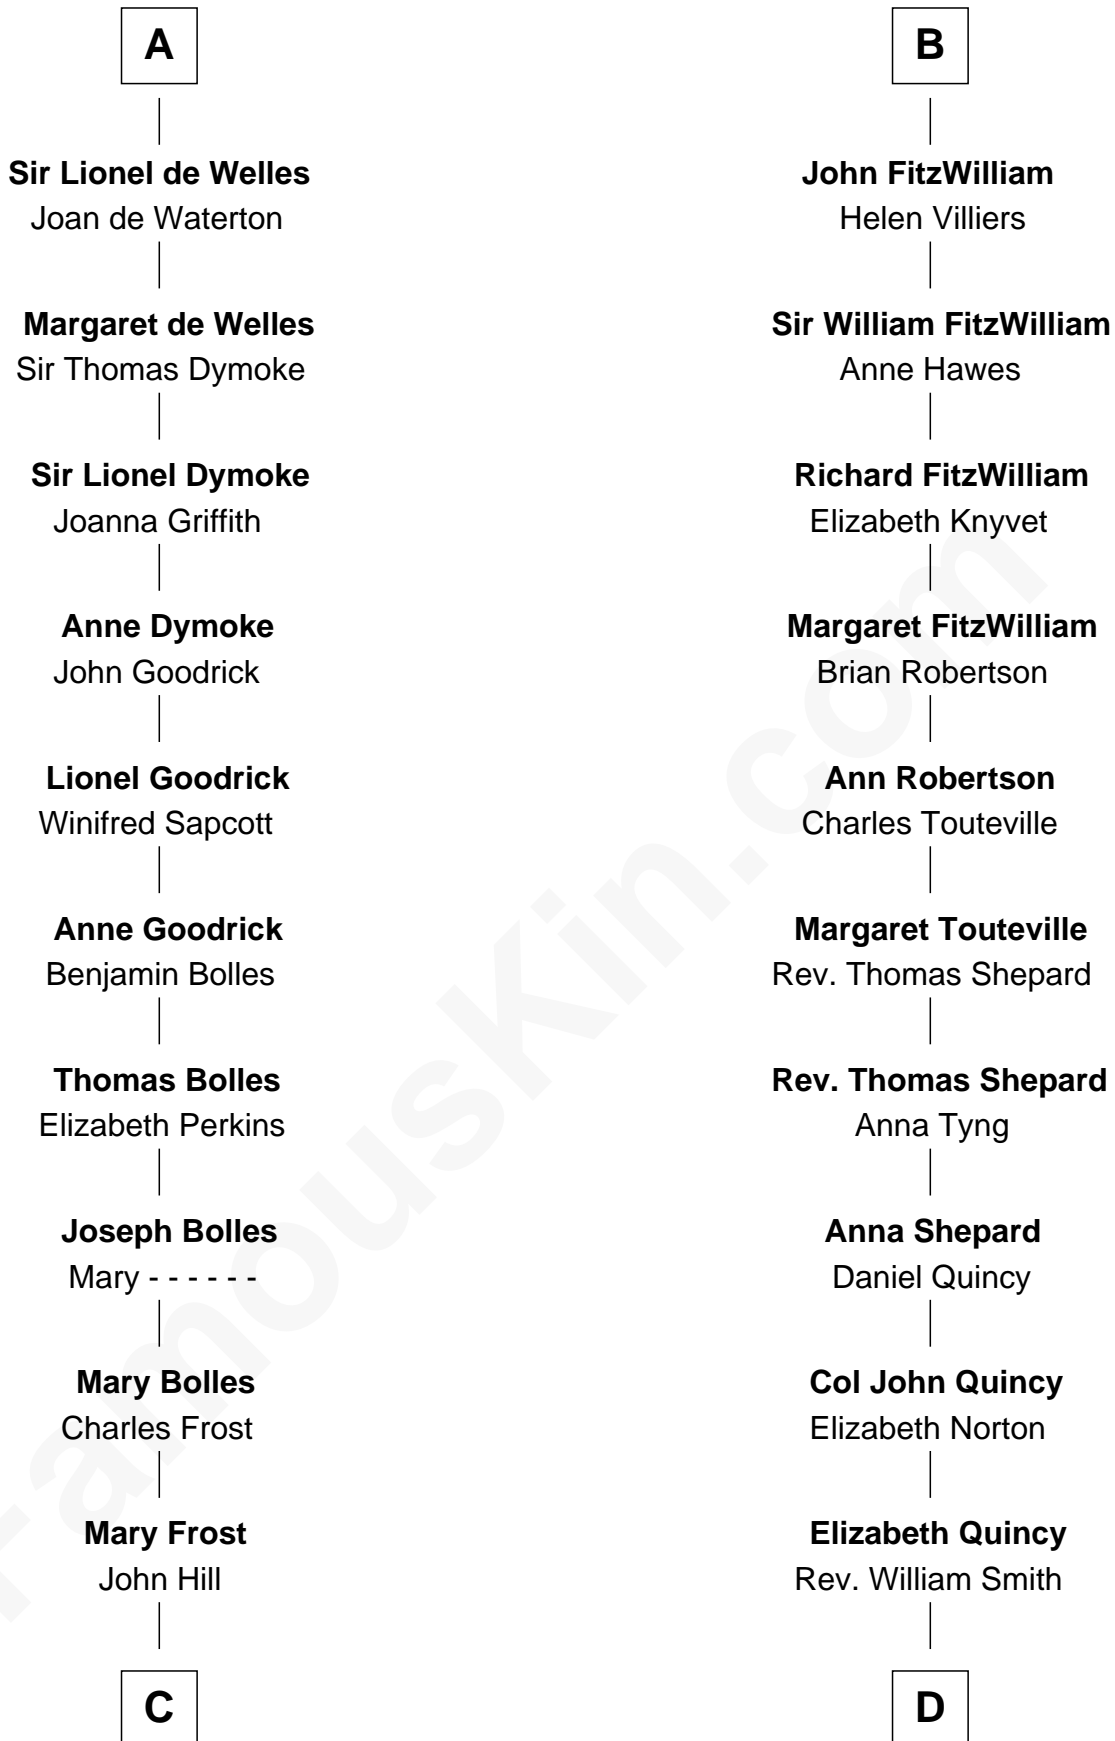 A
Sir Lionel de Welles
Joan de Waterton
Margaret de Welles
Sir Thomas Dymoke
Sir Lionel Dymoke
Joanna Griffith
Anne Dymoke
John Goodrick
Lionel Goodrick
Winifred Sapcott
Anne Goodrick
Benjamin Bolles
Thomas Bolles
Elizabeth Perkins
Joseph Bolles
Mary - - - - - -
Mary Bolles
Charles Frost
Mary Frost
John Hill
C
B
John FitzWilliam
Helen Villiers
Sir William FitzWilliam
Anne Hawes
Richard FitzWilliam
Elizabeth Knyvet
Margaret FitzWilliam
Brian Robertson
Ann Robertson
Charles Touteville
Margaret Touteville
Rev. Thomas Shepard
Rev. Thomas Shepard
Anna Tyng
Anna Shepard
Daniel Quincy
Col John Quincy
Elizabeth Norton
Elizabeth Quincy
Rev. William Smith
D
FamousKin.com